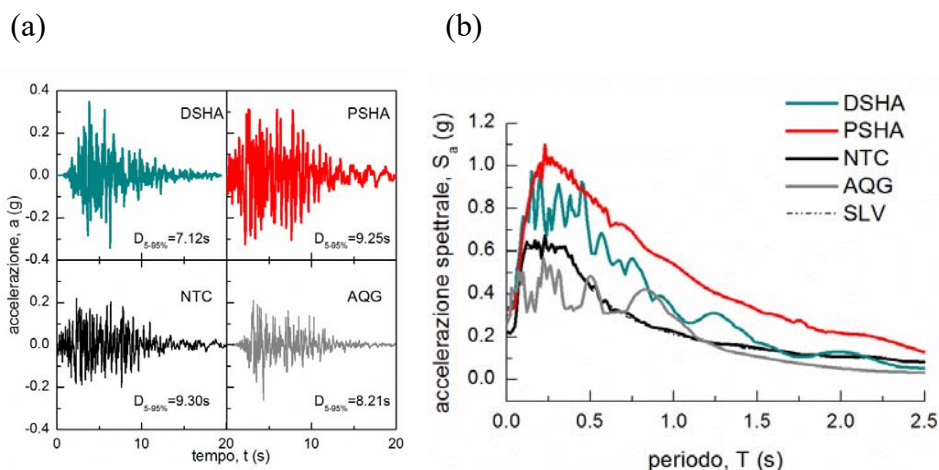 (a)
(b)
accelerazione, a (g)
0.4
0.2
0.0
-0.2
-0.4
0.4
0.2
0.0
-0.2
-0.4
DSHA
D5-95%=7.12s
PSHA
D5-95%=9.25s
NTC
D5-95%=9.30s
AQG
D5-95%=8.21s
0 10 20 0 10 20
tempo, t (s)
accelerazione spettrale, Sa (g)
1.2
1.0
0.8
0.6
0.4
0.2
0.0
DSHA
PSHA
NTC
AQG
SLV
0.0 0.5 1.0 1.5 2.0 2.5
periodo, T (s)